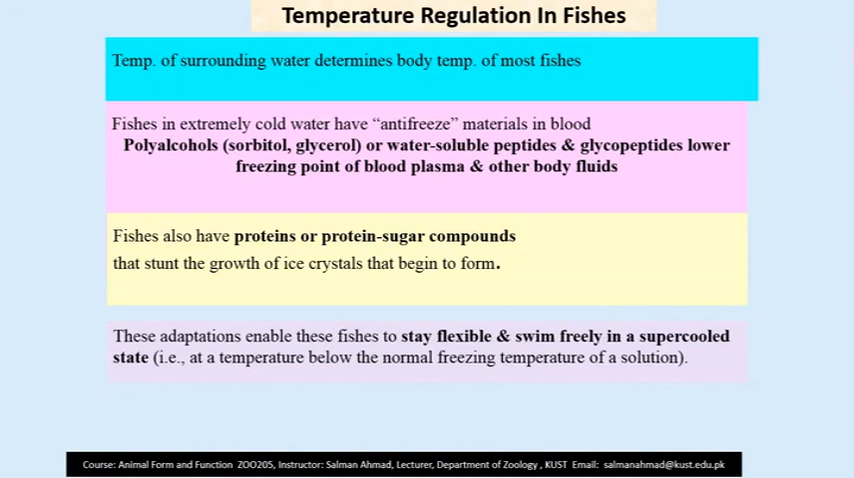 Temperature Regulation In Fishes
Temp. of surrounding water determines body temp. of most fishes
Fishes in extremely cold water have “antifreeze” materials in blood
Polyalcohols (sorbitol, glycerol) or water-soluble peptides & glycopeptides lower
freezing point of blood plasma & other body fluids
Fishes also have proteins or protein-sugar compounds
that stunt the growth of ice crystals that begin to form.
These adaptations enable these fishes to stay flexible & swim freely in a supercooled
state (i.e., at a temperature below the normal freezing temperature of a solution).
Course: Animal Form and Function ZOO205, Instructor: Salman Ahmad, Lecturer, Department of Zoology , KUST Email: salmanahmad@kust.edu.pk